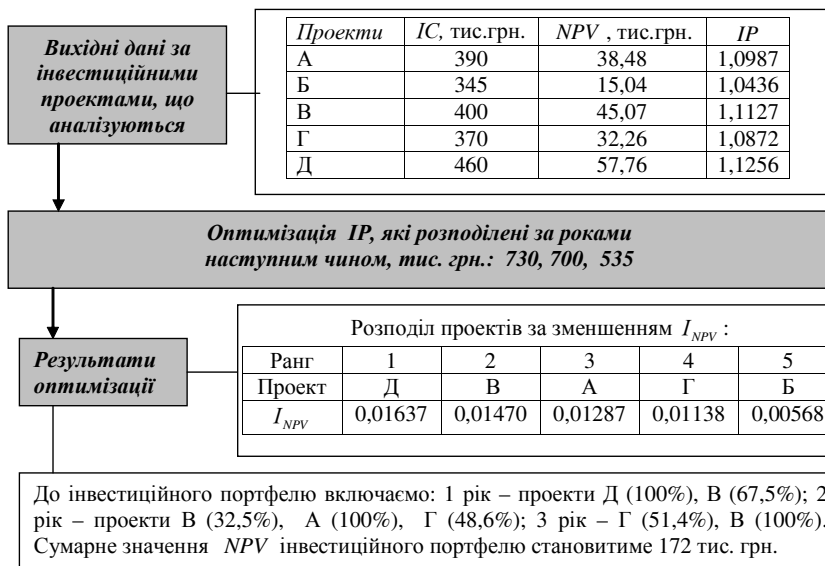 Вихідні дані за
інвестиційними
проектами, що
аналізуються
Проекти IC, тис.грн. NPV , тис.грн. IP
А 390 38,48 1,0987
Б 345 15,04 1,0436
В 400 45,07 1,1127
Г 370 32,26 1,0872
Д 460 57,76 1,1256
Оптимізація IP, які розподілені за роками
наступним чином, тис. грн.: 730, 700, 535
Результати
оптимізації
Розподіл проектів за зменшенням I_NPV :
Ранг 1 2 3 4 5
Проект Д В А Г Б
I_NPV 0,01637 0,01470 0,01287 0,01138 0,00568
До інвестиційного портфелю включаємо: 1 рік – проекти Д (100%), В (67,5%); 2
рік – проекти В (32,5%), А (100%), Г (48,6%); 3 рік – Г (51,4%), В (100%).
Сумарне значення NPV інвестиційного портфелю становитиме 172 тис. грн.